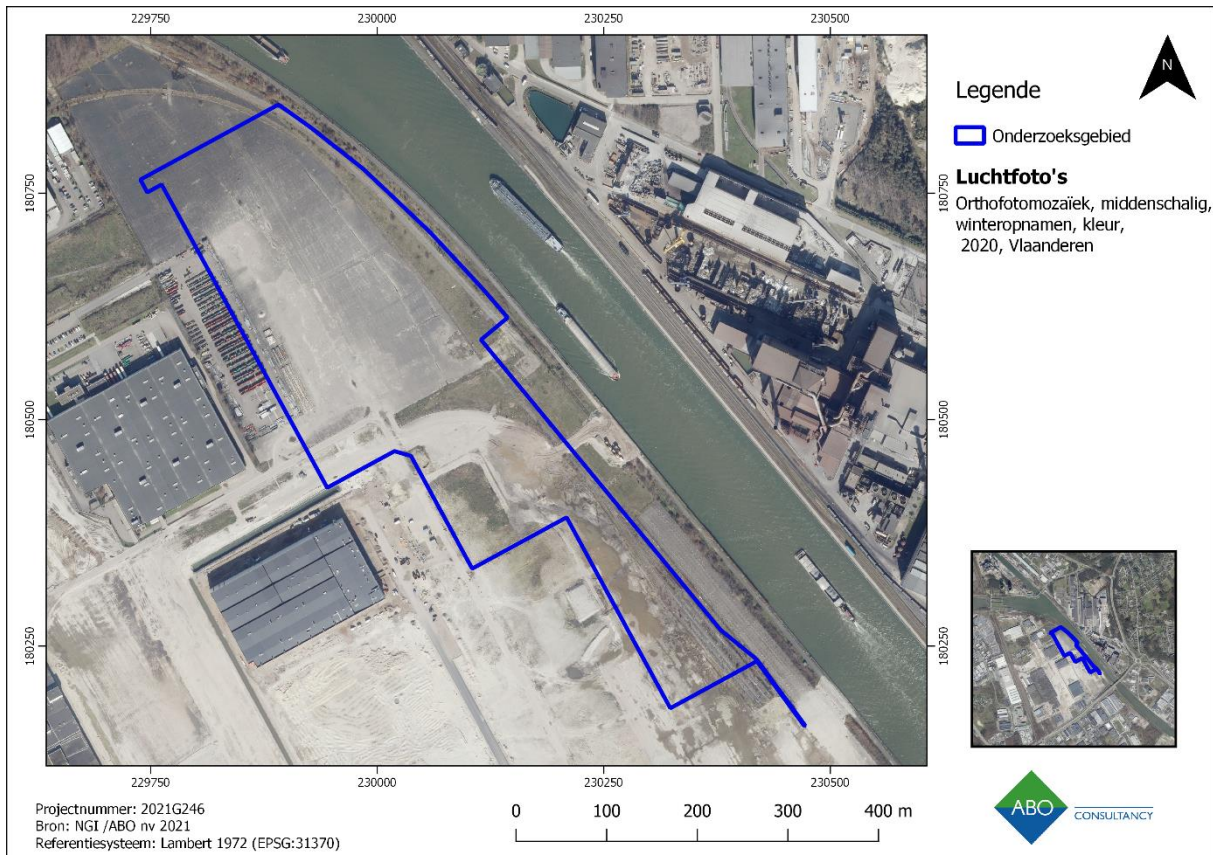 229750 230000 230250 230500
180750
180500
180250
180750
180500
180250
229750 230000 230250 230500
N
Legende
Onderzoeksgebied
Luchtfoto's
Orthofotomozaïek, middenschalig,
winteropnamen, kleur,
2020, Vlaanderen
Projectnummer: 2021G246
Bron: NGI /ABO nv 2021
Referentiesysteem: Lambert 1972 (EPSG:31370)
0 100 200 300 400 m
ABO CONSULTANCY